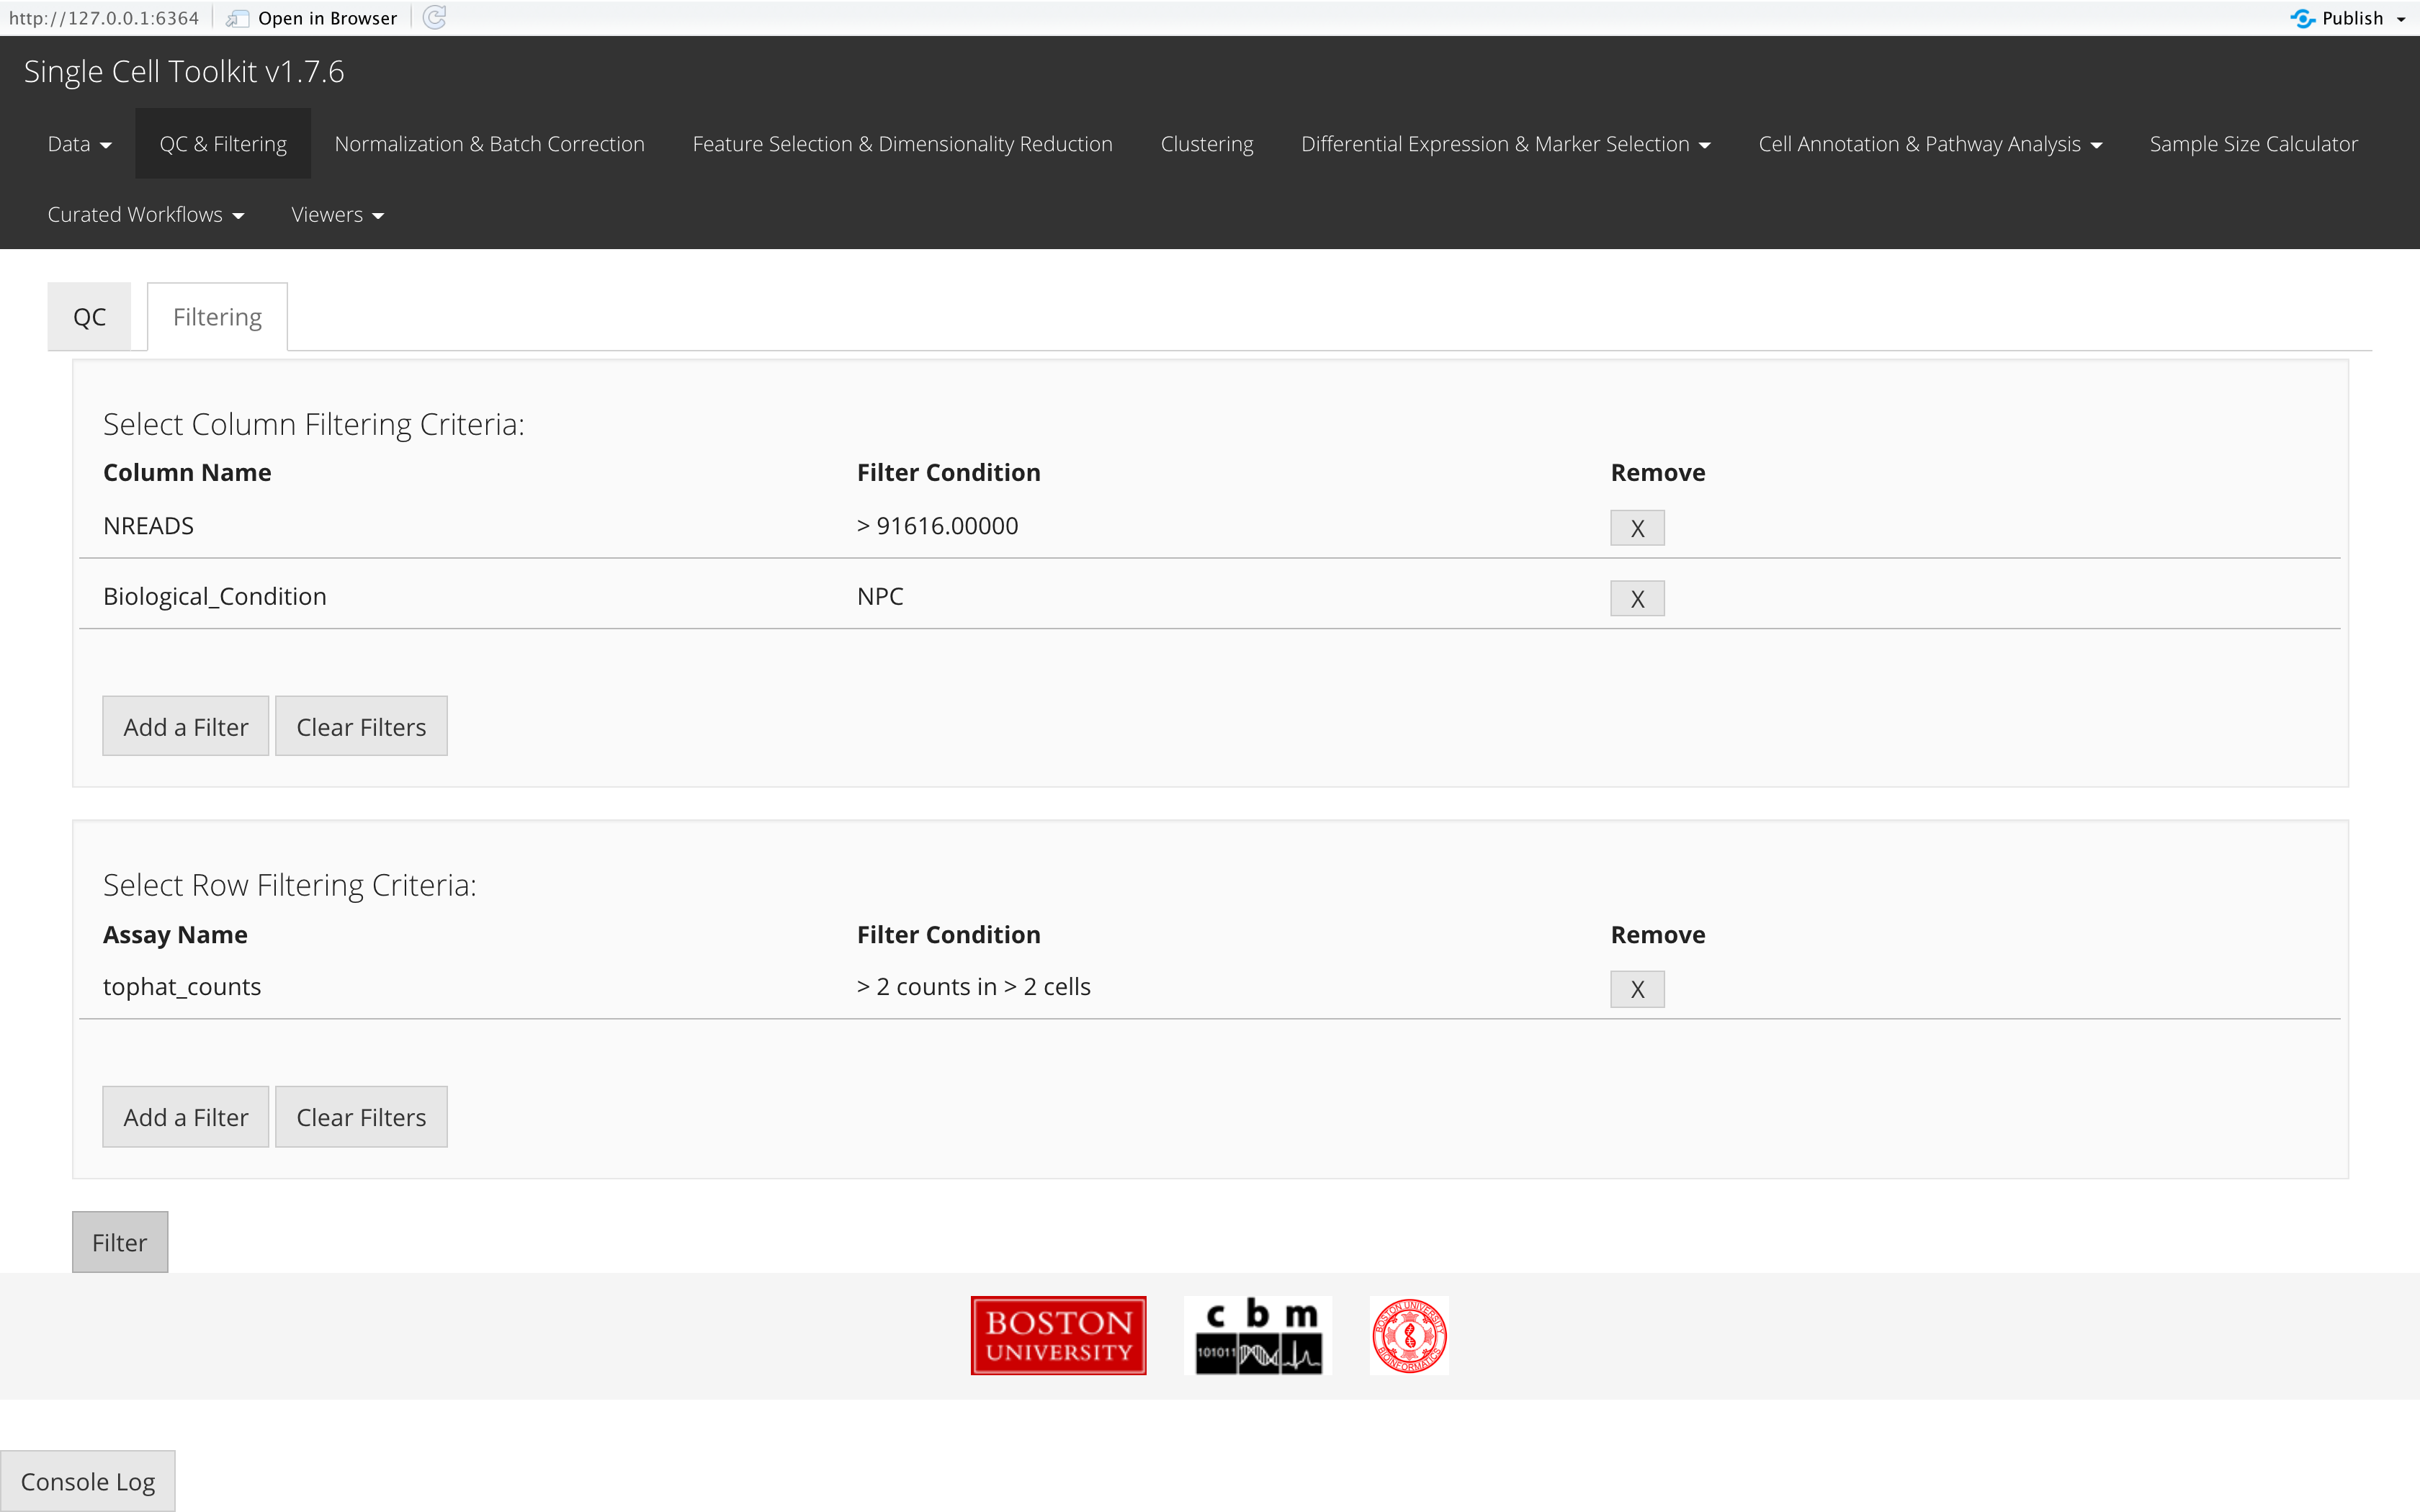 http://127.0.0.1:6364 Open in Browser Publish
Single Cell Toolkit v1.7.6
Data QC & Filtering Normalization & Batch Correction Feature Selection & Dimensionality Reduction Clustering Differential Expression & Marker Selection Cell Annotation & Pathway Analysis Sample Size Calculator
Curated Workflows Viewers
QC Filtering
Select Column Filtering Criteria:
Column Name Filter Condition Remove
NREADS > 91616.00000 X
Biological_Condition NPC X
Add a Filter Clear Filters
Select Row Filtering Criteria:
Assay Name Filter Condition Remove
tophat_counts > 2 counts in > 2 cells X
Add a Filter Clear Filters
Filter
BOSTON
UNIVERSITY
c b m
101011
BOSTON UNIVERSITY
BIOINFORMATICS
Console Log